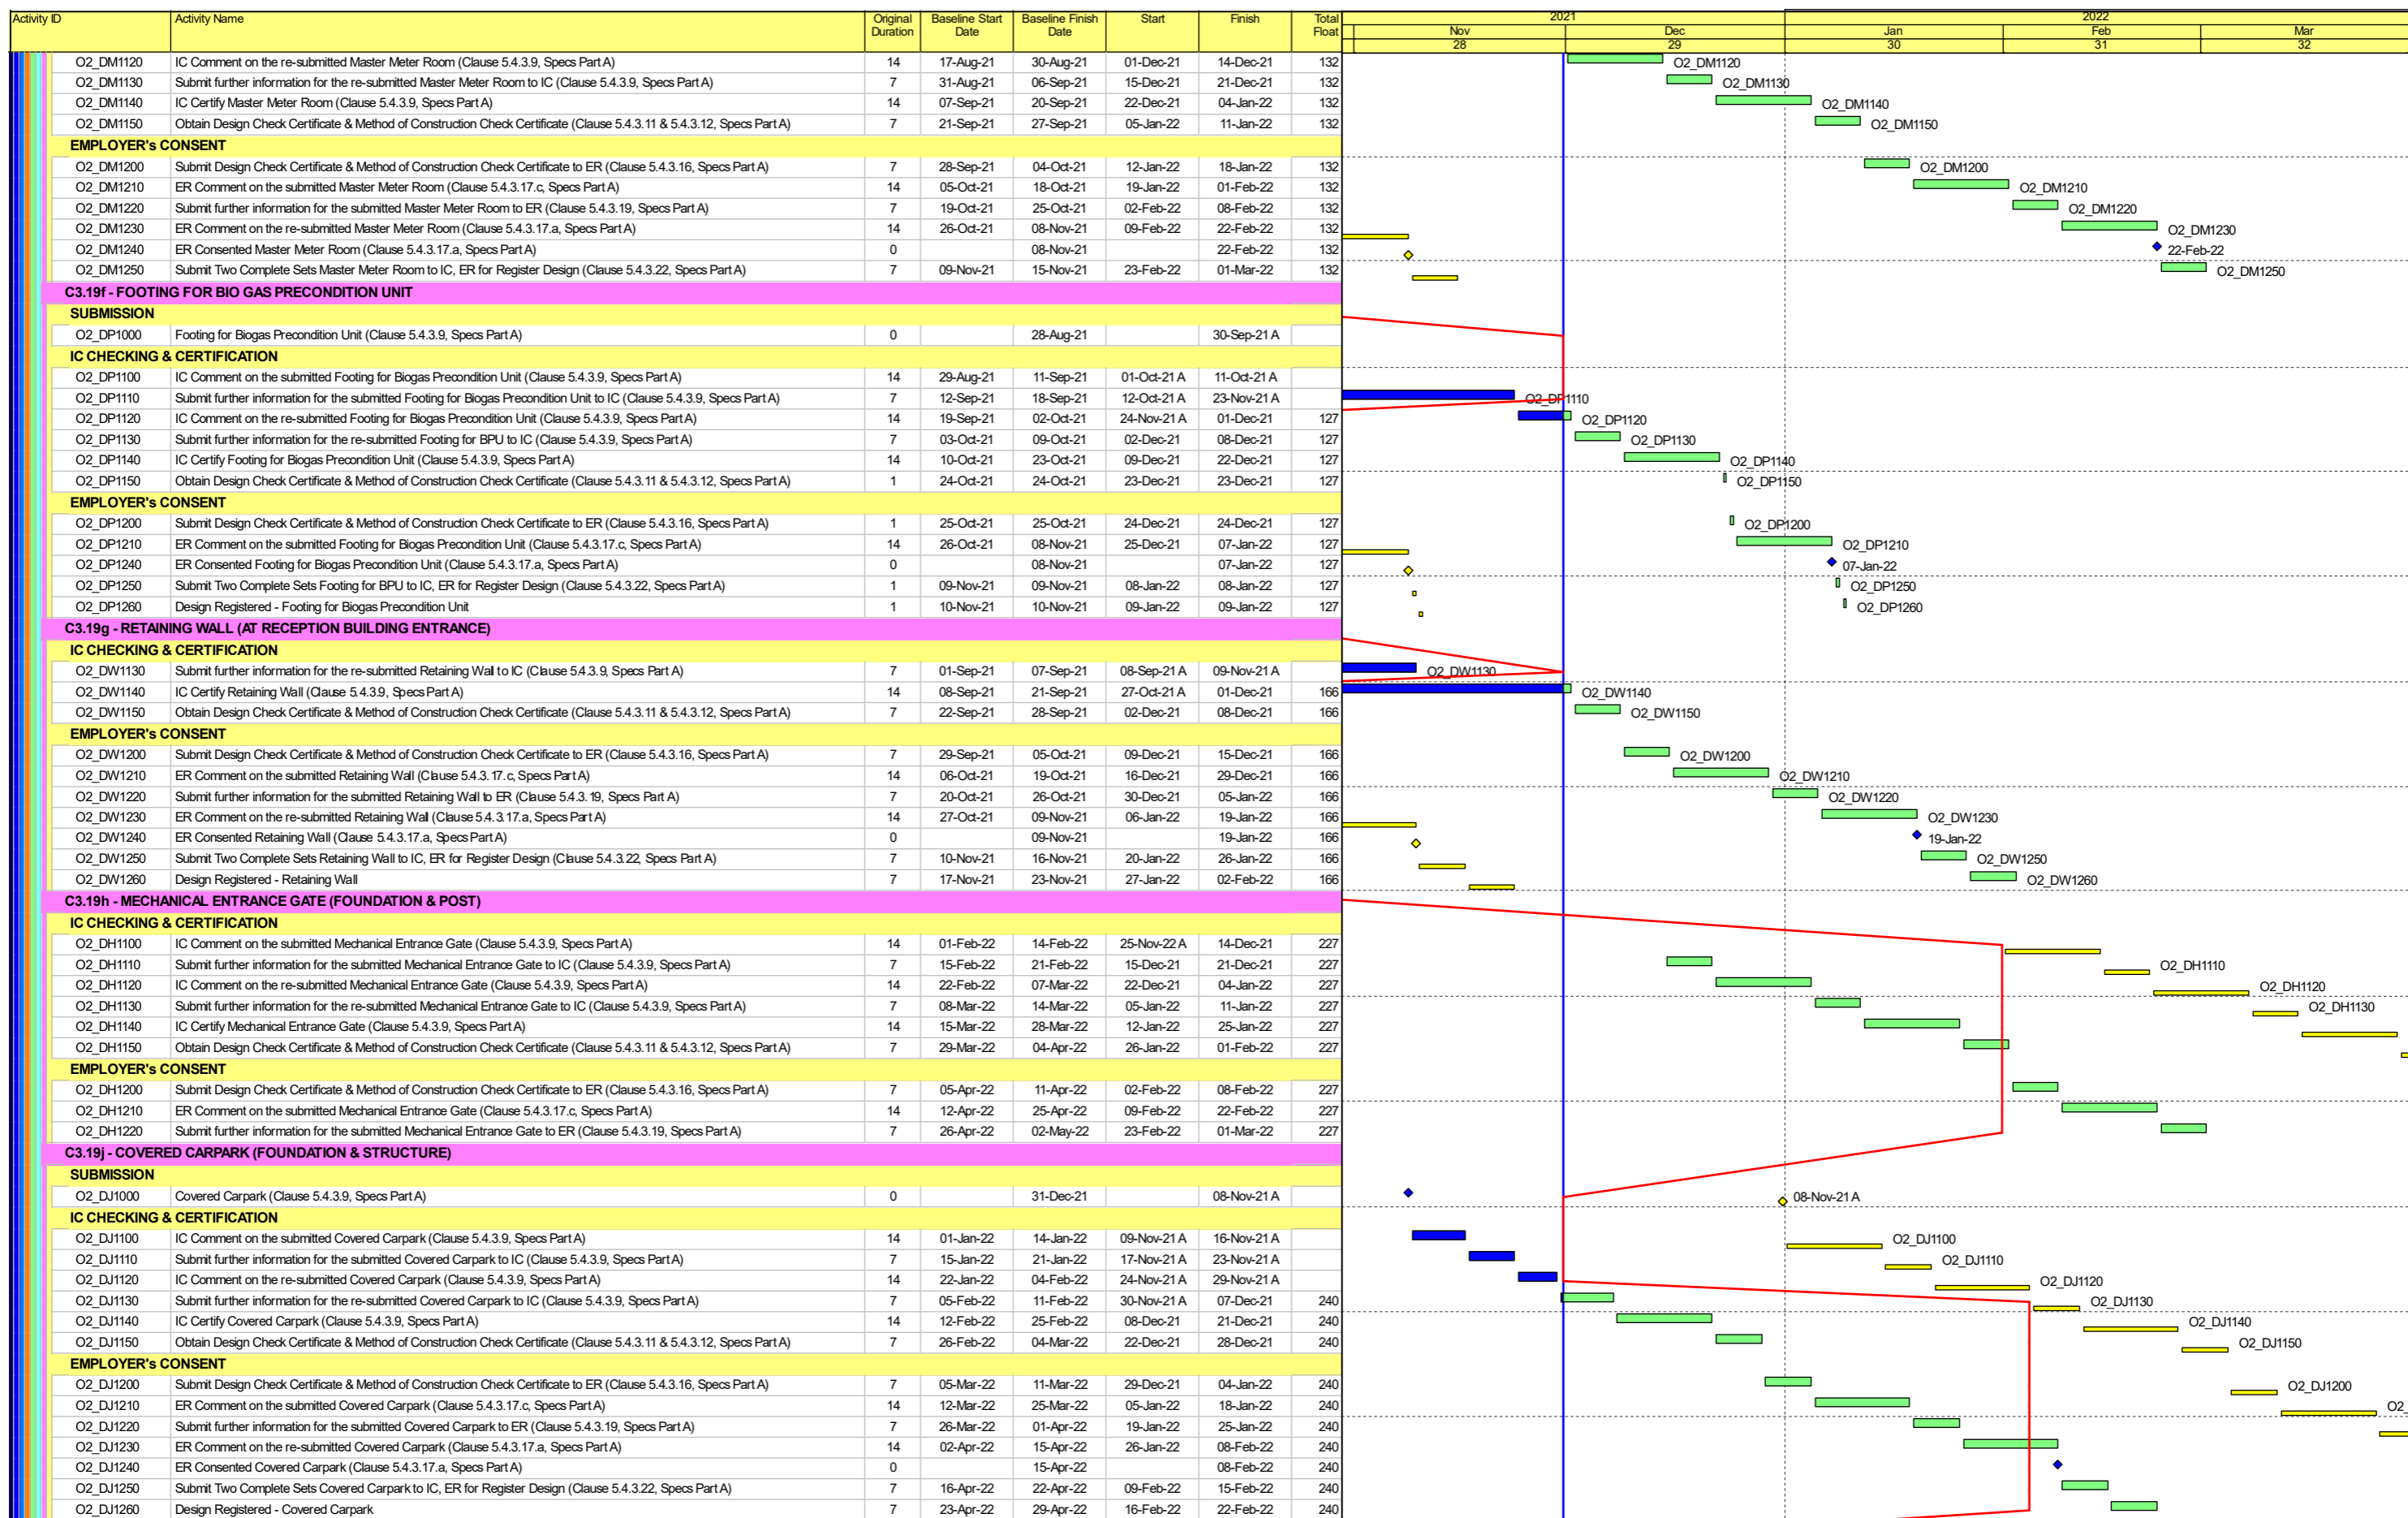 Activity ID Activity Name Original Duration Baseline Start Date Baseline Finish Date Start Finish Total Float 2021 2022
Nov Dec Jan Feb Mar
28 29 30 31 32
O2_DM1120 IC Comment on the re-submitted Master Meter Room (Clause 5.4.3.9, Specs Part A) 14 17-Aug-21 30-Aug-21 01-Dec-21 14-Dec-21 132 O2_DM1120
O2_DM1130 Submit further information for the re-submitted Master Meter Room to IC (Clause 5.4.3.9, Specs Part A) 7 31-Aug-21 06-Sep-21 15-Dec-21 21-Dec-21 132 O2_DM1130
O2_DM1140 IC Certify Master Meter Room (Clause 5.4.3.9, Specs Part A) 14 07-Sep-21 20-Sep-21 22-Dec-21 04-Jan-22 132 O2_DM1140
O2_DM1150 Obtain Design Check Certificate & Method of Construction Check Certificate (Clause 5.4.3.11 & 5.4.3.12, Specs Part A) 7 21-Sep-21 27-Sep-21 05-Jan-22 11-Jan-22 132 O2_DM1150
EMPLOYER's CONSENT
O2_DM1200 Submit Design Check Certificate & Method of Construction Check Certificate to ER (Clause 5.4.3.16, Specs Part A) 7 28-Sep-21 04-Oct-21 12-Jan-22 18-Jan-22 132 O2_DM1200
O2_DM1210 ER Comment on the submitted Master Meter Room (Clause 5.4.3.17.c, Specs Part A) 14 05-Oct-21 18-Oct-21 19-Jan-22 01-Feb-22 132 O2_DM1210
O2_DM1220 Submit further information for the submitted Master Meter Room to ER (Clause 5.4.3.19, Specs Part A) 7 19-Oct-21 25-Oct-21 02-Feb-22 08-Feb-22 132 O2_DM1220
O2_DM1230 ER Comment on the re-submitted Master Meter Room (Clause 5.4.3.17.a, Specs Part A) 14 26-Oct-21 08-Nov-21 09-Feb-22 22-Feb-22 132 O2_DM1230
O2_DM1240 ER Consented Master Meter Room (Clause 5.4.3.17.a, Specs Part A) 0 08-Nov-21 22-Feb-22 132 22-Feb-22
O2_DM1250 Submit Two Complete Sets Master Meter Room to IC, ER for Register Design (Clause 5.4.3.22, Specs Part A) 7 09-Nov-21 15-Nov-21 23-Feb-22 01-Mar-22 132 O2_DM1250
C3.19f - FOOTING FOR BIO GAS PRECONDITION UNIT
SUBMISSION
O2_DP1000 Footing for Biogas Precondition Unit (Clause 5.4.3.9, Specs Part A) 0 28-Aug-21 30-Sep-21 A
IC CHECKING & CERTIFICATION
O2_DP1100 IC Comment on the submitted Footing for Biogas Precondition Unit (Clause 5.4.3.9, Specs Part A) 14 29-Aug-21 11-Sep-21 01-Oct-21 A 11-Oct-21 A
O2_DP1110 Submit further information for the submitted Footing for Biogas Precondition Unit to IC (Clause 5.4.3.9, Specs Part A) 7 12-Sep-21 18-Sep-21 12-Oct-21 A 23-Nov-21 A O2_DP1110
O2_DP1120 IC Comment on the re-submitted Footing for Biogas Precondition Unit (Clause 5.4.3.9, Specs Part A) 14 19-Sep-21 02-Oct-21 24-Nov-21 A 01-Dec-21 127 O2_DP1120
O2_DP1130 Submit further information for the re-submitted Footing for BPU to IC (Clause 5.4.3.9, Specs Part A) 7 03-Oct-21 09-Oct-21 02-Dec-21 08-Dec-21 127 O2_DP1130
O2_DP1140 IC Certify Footing for Biogas Precondition Unit (Clause 5.4.3.9, Specs Part A) 14 10-Oct-21 23-Oct-21 09-Dec-21 22-Dec-21 127 O2_DP1140
O2_DP1150 Obtain Design Check Certificate & Method of Construction Check Certificate (Clause 5.4.3.11 & 5.4.3.12, Specs Part A) 1 24-Oct-21 24-Oct-21 23-Dec-21 23-Dec-21 127 O2_DP1150
EMPLOYER's CONSENT
O2_DP1200 Submit Design Check Certificate & Method of Construction Check Certificate to ER (Clause 5.4.3.16, Specs Part A) 1 25-Oct-21 25-Oct-21 24-Dec-21 24-Dec-21 127 O2_DP1200
O2_DP1210 ER Comment on the submitted Footing for Biogas Precondition Unit (Clause 5.4.3.17.c, Specs Part A) 14 26-Oct-21 08-Nov-21 25-Dec-21 07-Jan-22 127 O2_DP1210
O2_DP1240 ER Consented Footing for Biogas Precondition Unit (Clause 5.4.3.17.a, Specs Part A) 0 08-Nov-21 07-Jan-22 127 07-Jan-22
O2_DP1250 Submit Two Complete Sets Footing for BPU to IC, ER for Register Design (Clause 5.4.3.22, Specs Part A) 1 09-Nov-21 09-Nov-21 08-Jan-22 08-Jan-22 127 O2_DP1250
O2_DP1260 Design Registered - Footing for Biogas Precondition Unit 1 10-Nov-21 10-Nov-21 09-Jan-22 09-Jan-22 127 O2_DP1260
C3.19g - RETAINING WALL (AT RECEPTION BUILDING ENTRANCE)
IC CHECKING & CERTIFICATION
O2_DW1130 Submit further information for the re-submitted Retaining Wall to IC (Clause 5.4.3.9, Specs Part A) 7 01-Sep-21 07-Sep-21 08-Sep-21 A 09-Nov-21 A O2_DW1130
O2_DW1140 IC Certify Retaining Wall (Clause 5.4.3.9, Specs Part A) 14 08-Sep-21 21-Sep-21 27-Oct-21 A 01-Dec-21 166 O2_DW1140
O2_DW1150 Obtain Design Check Certificate & Method of Construction Check Certificate (Clause 5.4.3.11 & 5.4.3.12, Specs Part A) 7 22-Sep-21 28-Sep-21 02-Dec-21 08-Dec-21 166 O2_DW1150
EMPLOYER's CONSENT
O2_DW1200 Submit Design Check Certificate & Method of Construction Check Certificate to ER (Clause 5.4.3.16, Specs Part A) 7 29-Sep-21 05-Oct-21 09-Dec-21 15-Dec-21 166 O2_DW1200
O2_DW1210 ER Comment on the submitted Retaining Wall (Clause 5.4.3.17.c, Specs Part A) 14 06-Oct-21 19-Oct-21 16-Dec-21 29-Dec-21 166 O2_DW1210
O2_DW1220 Submit further information for the submitted Retaining Wall to ER (Clause 5.4.3.19, Specs Part A) 7 20-Oct-21 26-Oct-21 30-Dec-21 05-Jan-22 166 O2_DW1220
O2_DW1230 ER Comment on the re-submitted Retaining Wall (Clause 5.4.3.17.a, Specs Part A) 14 27-Oct-21 09-Nov-21 06-Jan-22 19-Jan-22 166 O2_DW1230
O2_DW1240 ER Consented Retaining Wall (Clause 5.4.3.17.a, Specs Part A) 0 09-Nov-21 19-Jan-22 166 19-Jan-22
O2_DW1250 Submit Two Complete Sets Retaining Wall to IC, ER for Register Design (Clause 5.4.3.22, Specs Part A) 7 10-Nov-21 16-Nov-21 20-Jan-22 26-Jan-22 166 O2_DW1250
O2_DW1260 Design Registered - Retaining Wall 7 17-Nov-21 23-Nov-21 27-Jan-22 02-Feb-22 166 O2_DW1260
C3.19h - MECHANICAL ENTRANCE GATE (FOUNDATION & POST)
IC CHECKING & CERTIFICATION
O2_DH1100 IC Comment on the submitted Mechanical Entrance Gate (Clause 5.4.3.9, Specs Part A) 14 01-Feb-22 14-Feb-22 25-Nov-22 A 14-Dec-21 227
O2_DH1110 Submit further information for the submitted Mechanical Entrance Gate to IC (Clause 5.4.3.9, Specs Part A) 7 15-Feb-22 21-Feb-22 15-Dec-21 21-Dec-21 227 O2_DH1110
O2_DH1120 IC Comment on the re-submitted Mechanical Entrance Gate (Clause 5.4.3.9, Specs Part A) 14 22-Feb-22 07-Mar-22 22-Dec-21 04-Jan-22 227 O2_DH1120
O2_DH1130 Submit further information for the re-submitted Mechanical Entrance Gate to IC (Clause 5.4.3.9, Specs Part A) 7 08-Mar-22 14-Mar-22 05-Jan-22 11-Jan-22 227 O2_DH1130
O2_DH1140 IC Certify Mechanical Entrance Gate (Clause 5.4.3.9, Specs Part A) 14 15-Mar-22 28-Mar-22 12-Jan-22 25-Jan-22 227
O2_DH1150 Obtain Design Check Certificate & Method of Construction Check Certificate (Clause 5.4.3.11 & 5.4.3.12, Specs Part A) 7 29-Mar-22 04-Apr-22 26-Jan-22 01-Feb-22 227
EMPLOYER's CONSENT
O2_DH1200 Submit Design Check Certificate & Method of Construction Check Certificate to ER (Clause 5.4.3.16, Specs Part A) 7 05-Apr-22 11-Apr-22 02-Feb-22 08-Feb-22 227
O2_DH1210 ER Comment on the submitted Mechanical Entrance Gate (Clause 5.4.3.17.c, Specs Part A) 14 12-Apr-22 25-Apr-22 09-Feb-22 22-Feb-22 227
O2_DH1220 Submit further information for the submitted Mechanical Entrance Gate to ER (Clause 5.4.3.19, Specs Part A) 7 26-Apr-22 02-May-22 23-Feb-22 01-Mar-22 227
C3.19j - COVERED CARPARK (FOUNDATION & STRUCTURE)
SUBMISSION
O2_DJ1000 Covered Carpark (Clause 5.4.3.9, Specs Part A) 0 31-Dec-21 08-Nov-21 A 08-Nov-21 A
IC CHECKING & CERTIFICATION
O2_DJ1100 IC Comment on the submitted Covered Carpark (Clause 5.4.3.9, Specs Part A) 14 01-Jan-22 14-Jan-22 09-Nov-21 A 16-Nov-21 A O2_DJ1100
O2_DJ1110 Submit further information for the submitted Covered Carpark to IC (Clause 5.4.3.9, Specs Part A) 7 15-Jan-22 21-Jan-22 17-Nov-21 A 23-Nov-21 A O2_DJ1110
O2_DJ1120 IC Comment on the re-submitted Covered Carpark (Clause 5.4.3.9, Specs Part A) 14 22-Jan-22 04-Feb-22 24-Nov-21 A 29-Nov-21 A O2_DJ1120
O2_DJ1130 Submit further information for the re-submitted Covered Carpark to IC (Clause 5.4.3.9, Specs Part A) 7 05-Feb-22 11-Feb-22 30-Nov-21 A 07-Dec-21 240 O2_DJ1130
O2_DJ1140 IC Certify Covered Carpark (Clause 5.4.3.9, Specs Part A) 14 12-Feb-22 25-Feb-22 08-Dec-21 21-Dec-21 240 O2_DJ1140
O2_DJ1150 Obtain Design Check Certificate & Method of Construction Check Certificate (Clause 5.4.3.11 & 5.4.3.12, Specs Part A) 7 26-Feb-22 04-Mar-22 22-Dec-21 28-Dec-21 240 O2_DJ1150
EMPLOYER's CONSENT
O2_DJ1200 Submit Design Check Certificate & Method of Construction Check Certificate to ER (Clause 5.4.3.16, Specs Part A) 7 05-Mar-22 11-Mar-22 29-Dec-21 04-Jan-22 240 O2_DJ1200
O2_DJ1210 ER Comment on the submitted Covered Carpark (Clause 5.4.3.17.c, Specs Part A) 14 12-Mar-22 25-Mar-22 05-Jan-22 18-Jan-22 240 O2_
O2_DJ1220 Submit further information for the submitted Covered Carpark to ER (Clause 5.4.3.19, Specs Part A) 7 26-Mar-22 01-Apr-22 19-Jan-22 25-Jan-22 240
O2_DJ1230 ER Comment on the re-submitted Covered Carpark (Clause 5.4.3.17.a, Specs Part A) 14 02-Apr-22 15-Apr-22 26-Jan-22 08-Feb-22 240
O2_DJ1240 ER Consented Covered Carpark (Clause 5.4.3.17.a, Specs Part A) 0 15-Apr-22 08-Feb-22 240
O2_DJ1250 Submit Two Complete Sets Covered Carpark to IC, ER for Register Design (Clause 5.4.3.22, Specs Part A) 7 16-Apr-22 22-Apr-22 09-Feb-22 15-Feb-22 240
O2_DJ1260 Design Registered - Covered Carpark 7 23-Apr-22 29-Apr-22 16-Feb-22 22-Feb-22 240